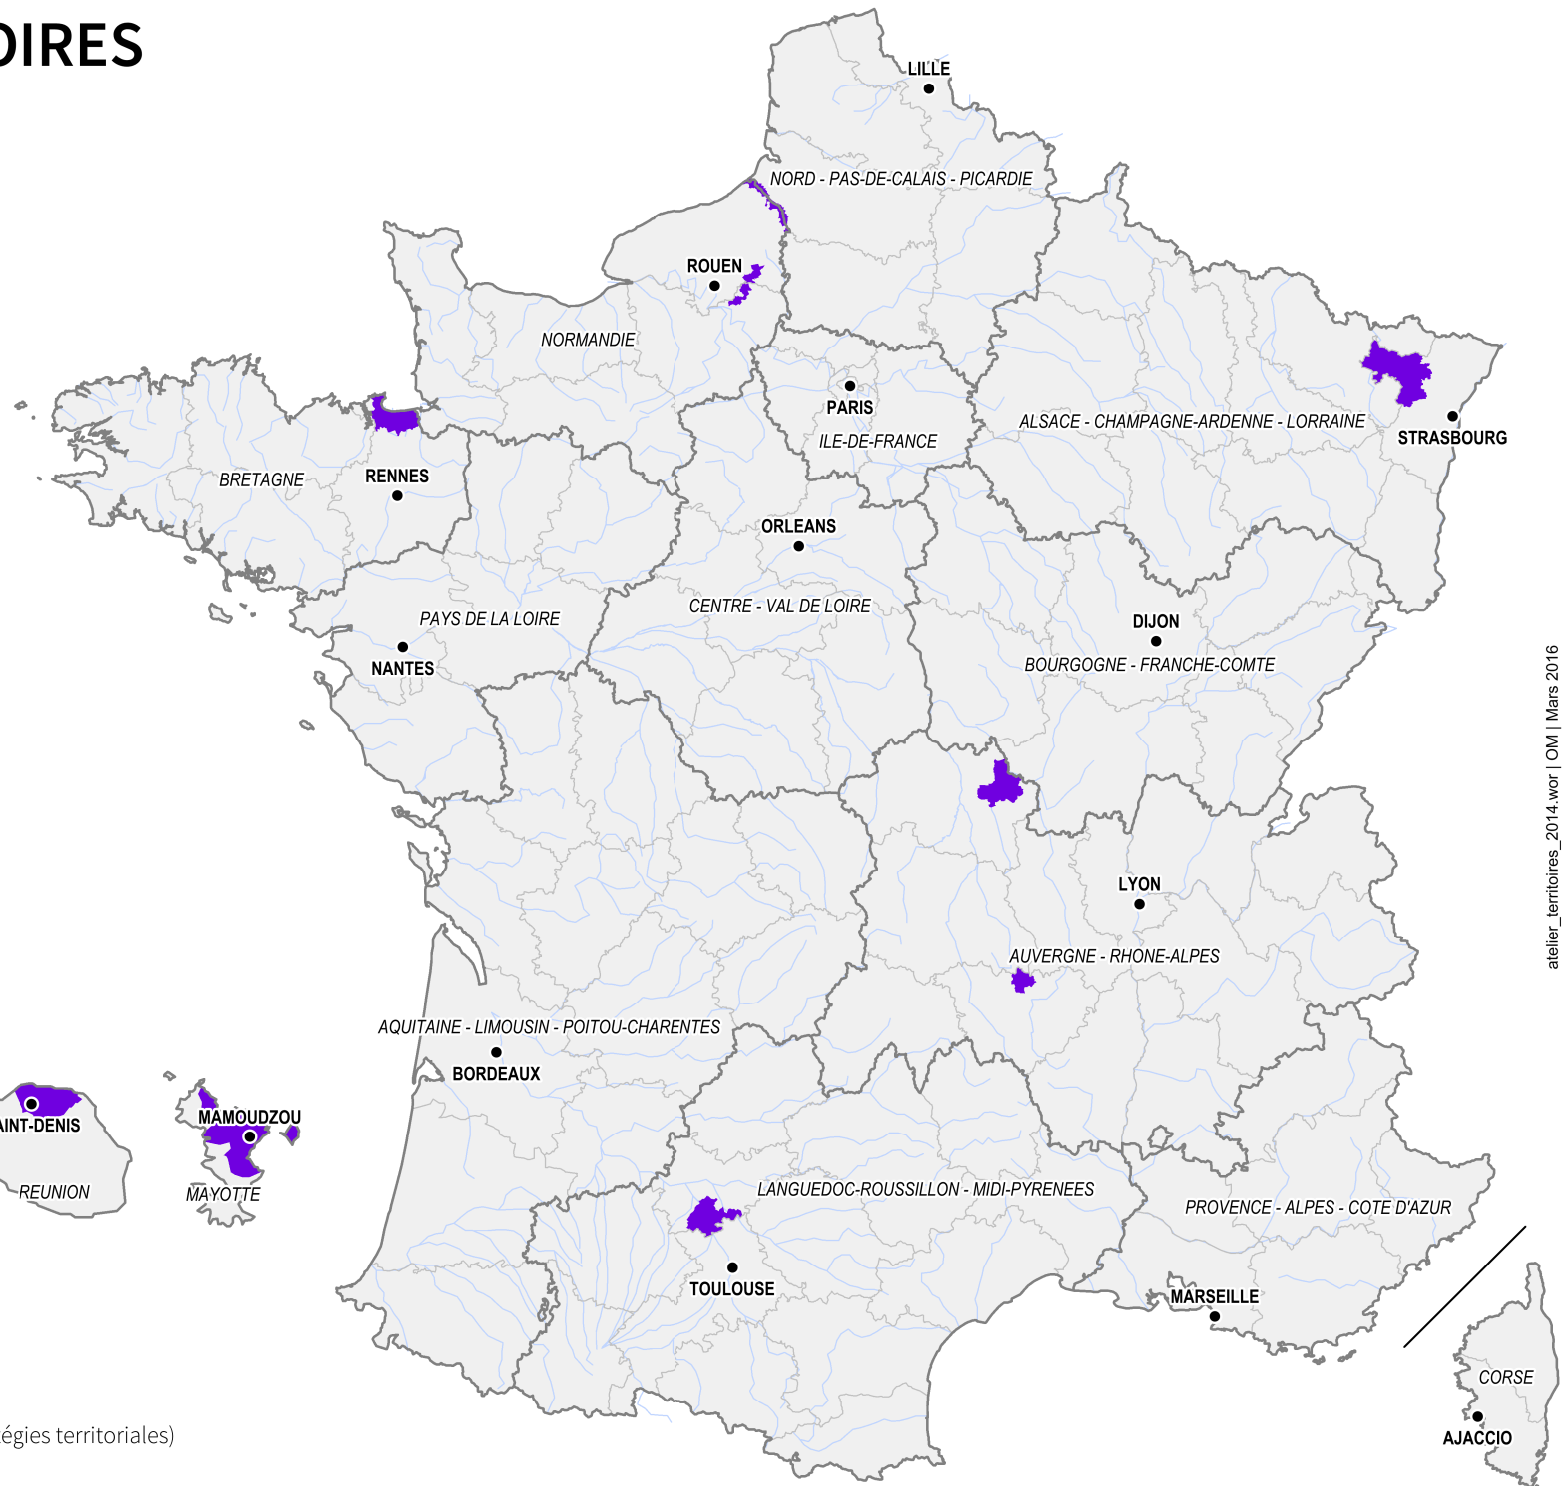 OIRES
LILLE
NORD - PAS-DE-CALAIS - PICARDIE
ROUEN
NORMANDIE
PARIS
ILE-DE-FRANCE
ALSACE - CHAMPAGNE-ARDENNE - LORRAINE
STRASBOURG
BRETAGNE
RENNES
ORLEANS
CENTRE - VAL DE LOIRE
PAYS DE LA LOIRE
NANTES
DIJON
BOURGOGNE - FRANCHE-COMTE
atelier_territoires_2014.wor | OM | Mars 2016
LYON
AUVERGNE - RHONE-ALPES
AQUITAINE - LIMOUSIN - POITOU-CHARENTES
BORDEAUX
AINT-DENIS
REUNION
MAMOUDZOU
MAYOTTE
LANGUEDOC-ROUSSILLON - MIDI-PYRENEES
TOULOUSE
PROVENCE - ALPES - COTE D'AZUR
MARSEILLE
CORSE
AJACCIO
égies territoriales)